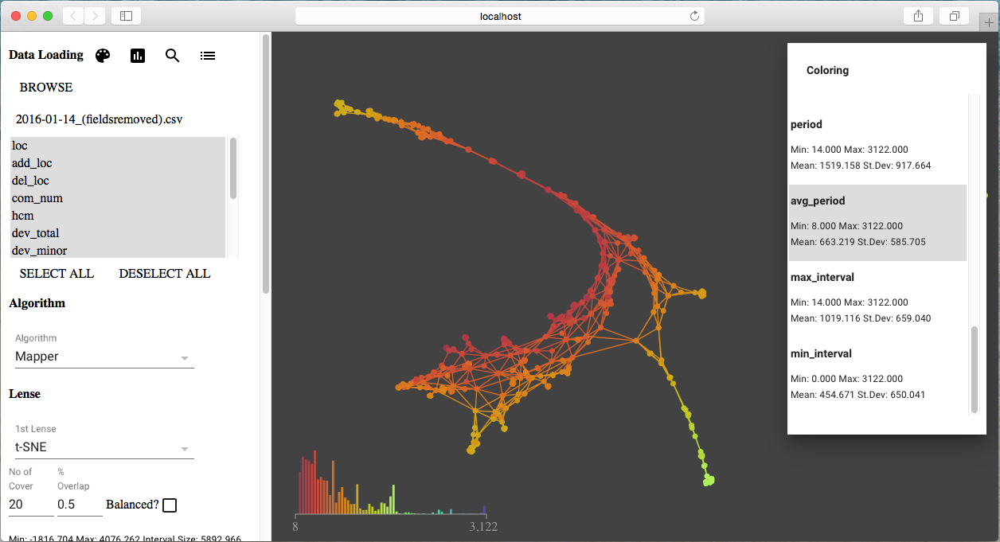 localhost
Data Loading
BROWSE
2016-01-14_(fieldsremoved).csv
loc
add_loc
del_loc
com_num
hcm
dev_total
dev_minor
SELECT ALL DESELECT ALL
Algorithm
Algorithm
Mapper
Lense
1st Lense
t-SNE
No of Cover
% Overlap
20
0.5
Balanced?
Min: -1816.704 Max: 4076.262 Interval Size: 5892.966
8
3,122
Coloring
period
Min: 14.000 Max: 3122.000
Mean: 1519.158 St.Dev: 917.664
avg_period
Min: 8.000 Max: 3122.000
Mean: 663.219 St.Dev: 585.705
max_interval
Min: 14.000 Max: 3122.000
Mean: 1019.116 St.Dev: 659.040
min_interval
Min: 0.000 Max: 3122.000
Mean: 454.671 St.Dev: 650.041